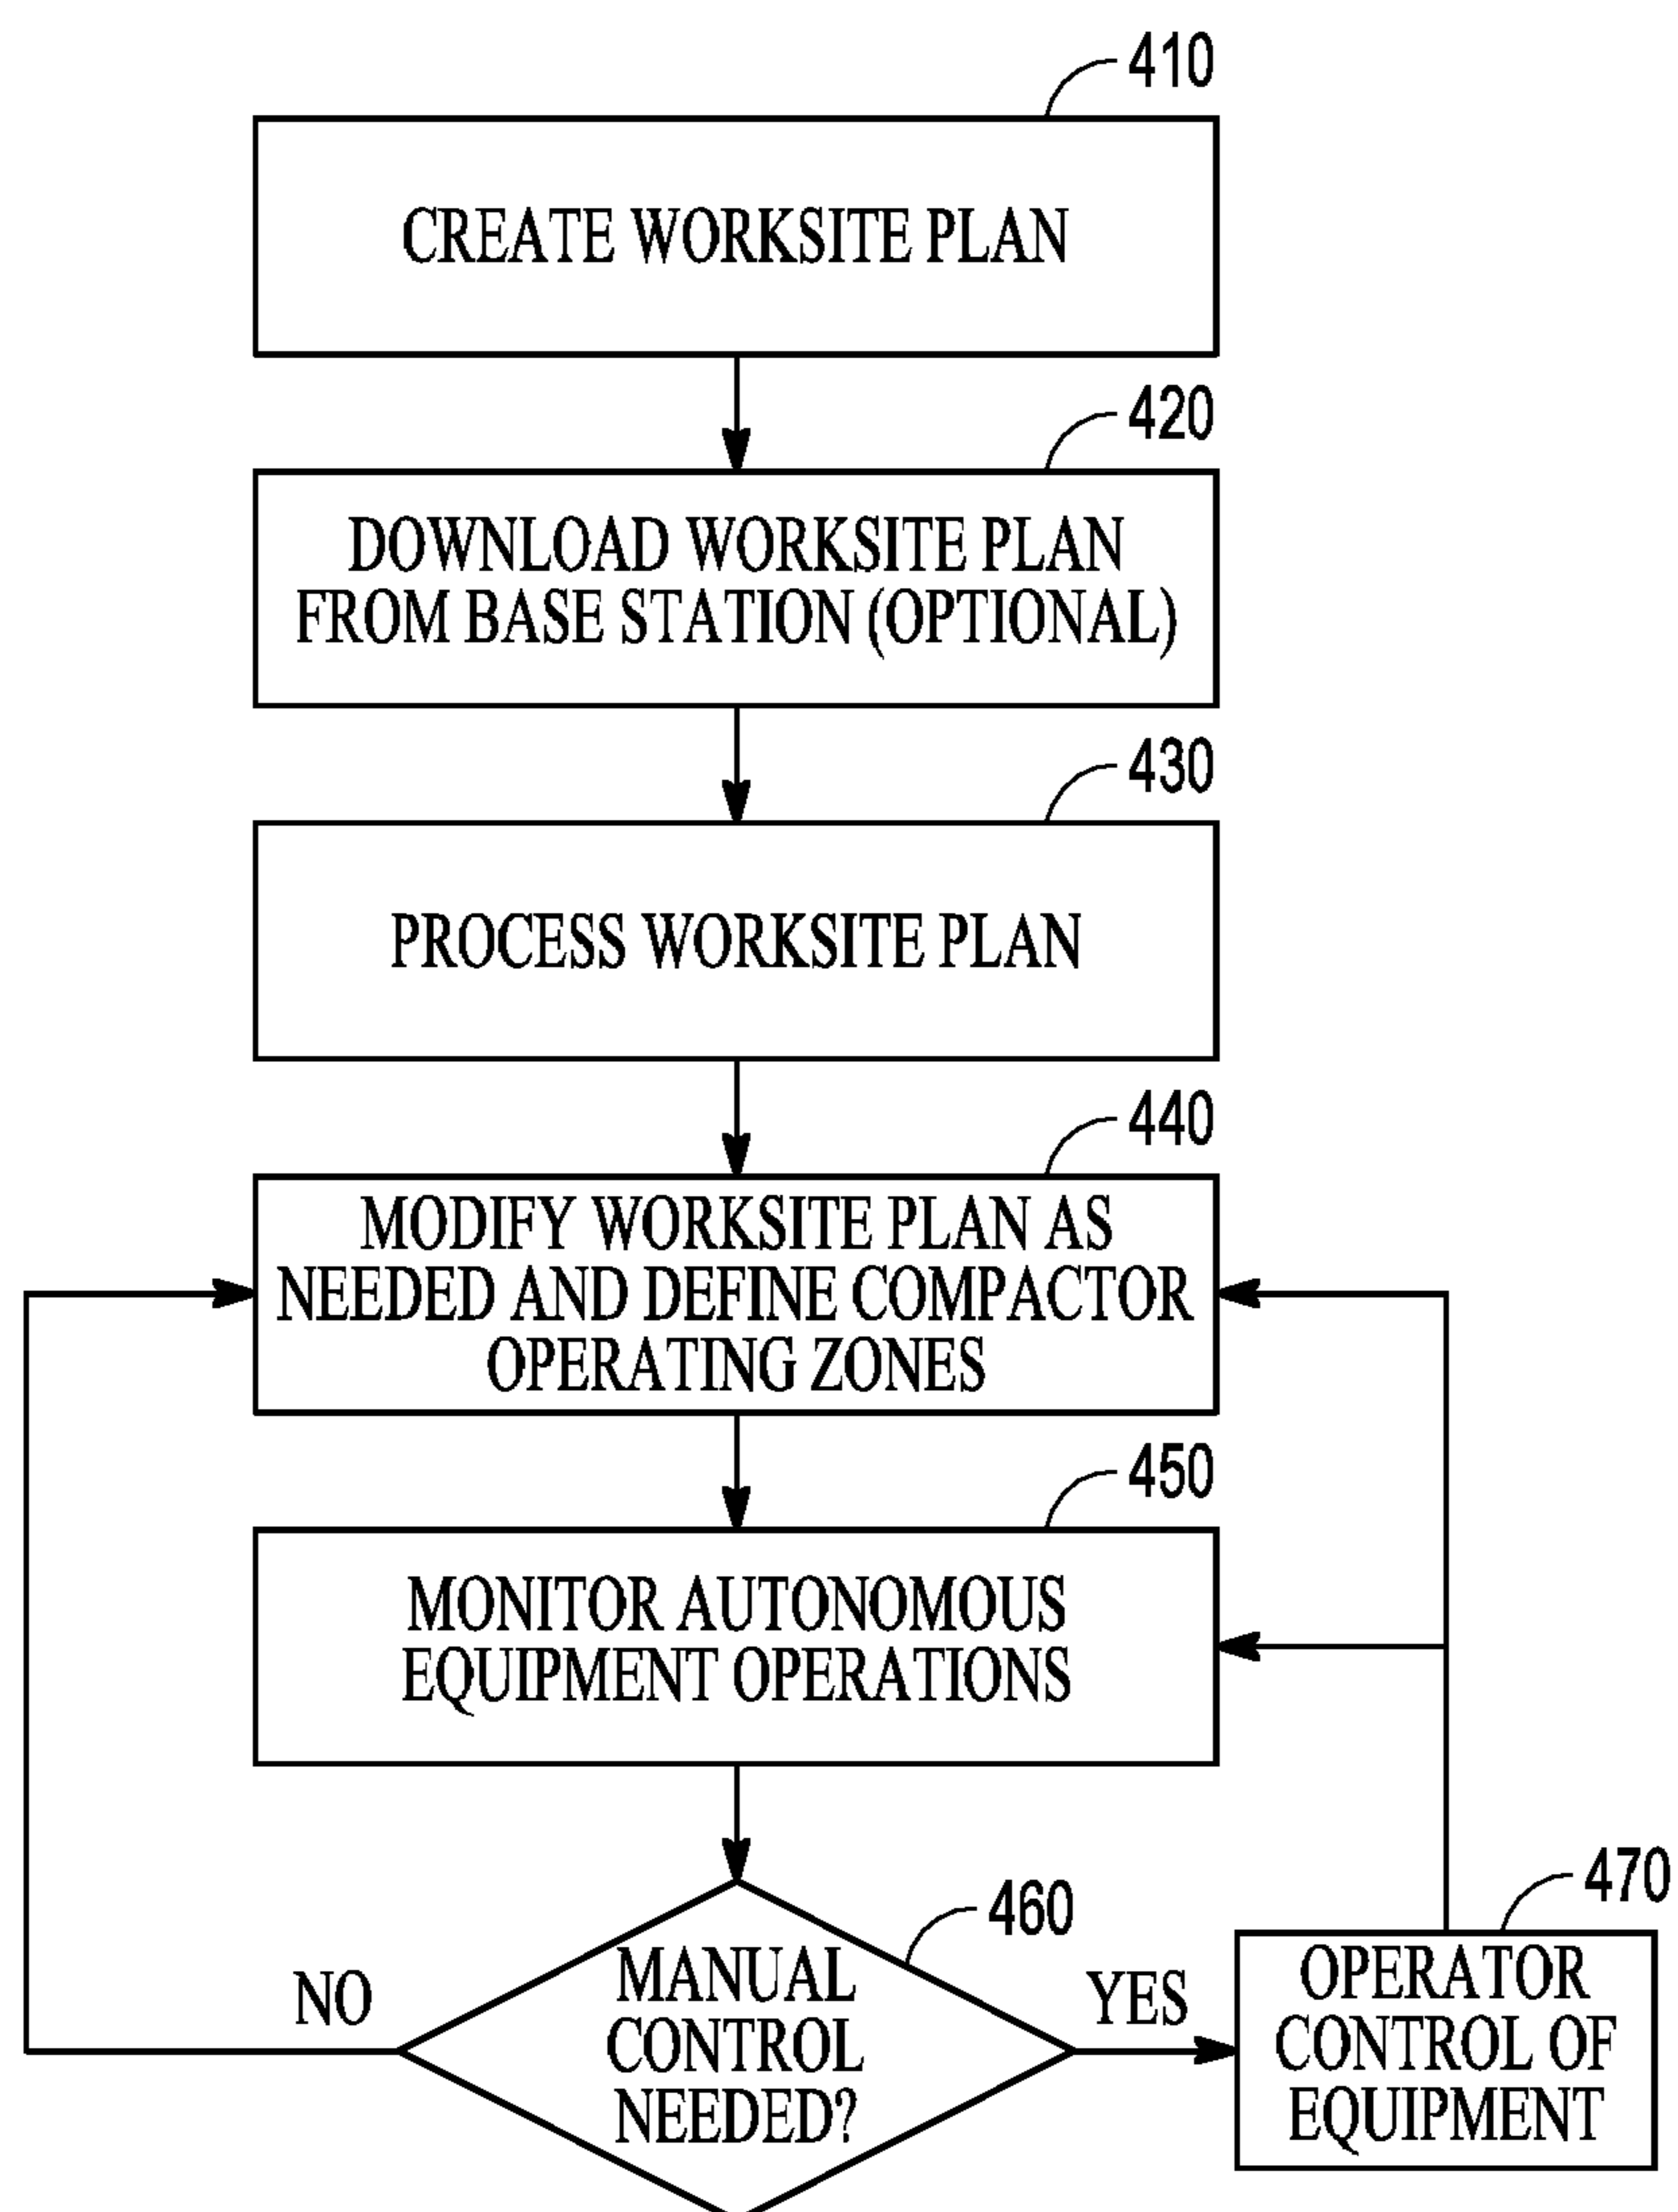 410
CREATE WORKSITE PLAN
420
DOWNLOAD WORKSITE PLAN
FROM BASE STATION (OPTIONAL)
430
PROCESS WORKSITE PLAN
440
MODIFY WORKSITE PLAN AS
NEEDED AND DEFINE COMPACTOR
OPERATING ZONES
450
MONITOR AUTONOMOUS
EQUIPMENT OPERATIONS
460
MANUAL
CONTROL
NEEDED?
NO
YES
470
OPERATOR
CONTROL OF
EQUIPMENT